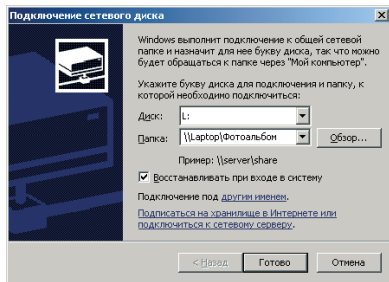 Подключение сетевого диска
Windows выполнит подключение к общей сетевой
папке и назначит для нее букву диска, так что можно
будет обращаться к папке через "Мой компьютер".
Укажите букву диска для подключения и папку, к
которой необходимо подключиться:
Диск: L:
Папка: \\Laptop\Фотоальбом Обзор...
Пример: \\server\share
Восстанавливать при входе в систему
Подключение под другим именем.
Подписаться на хранилище в Интернете или
подключиться к сетевому серверу.
< Назад Готово Отмена